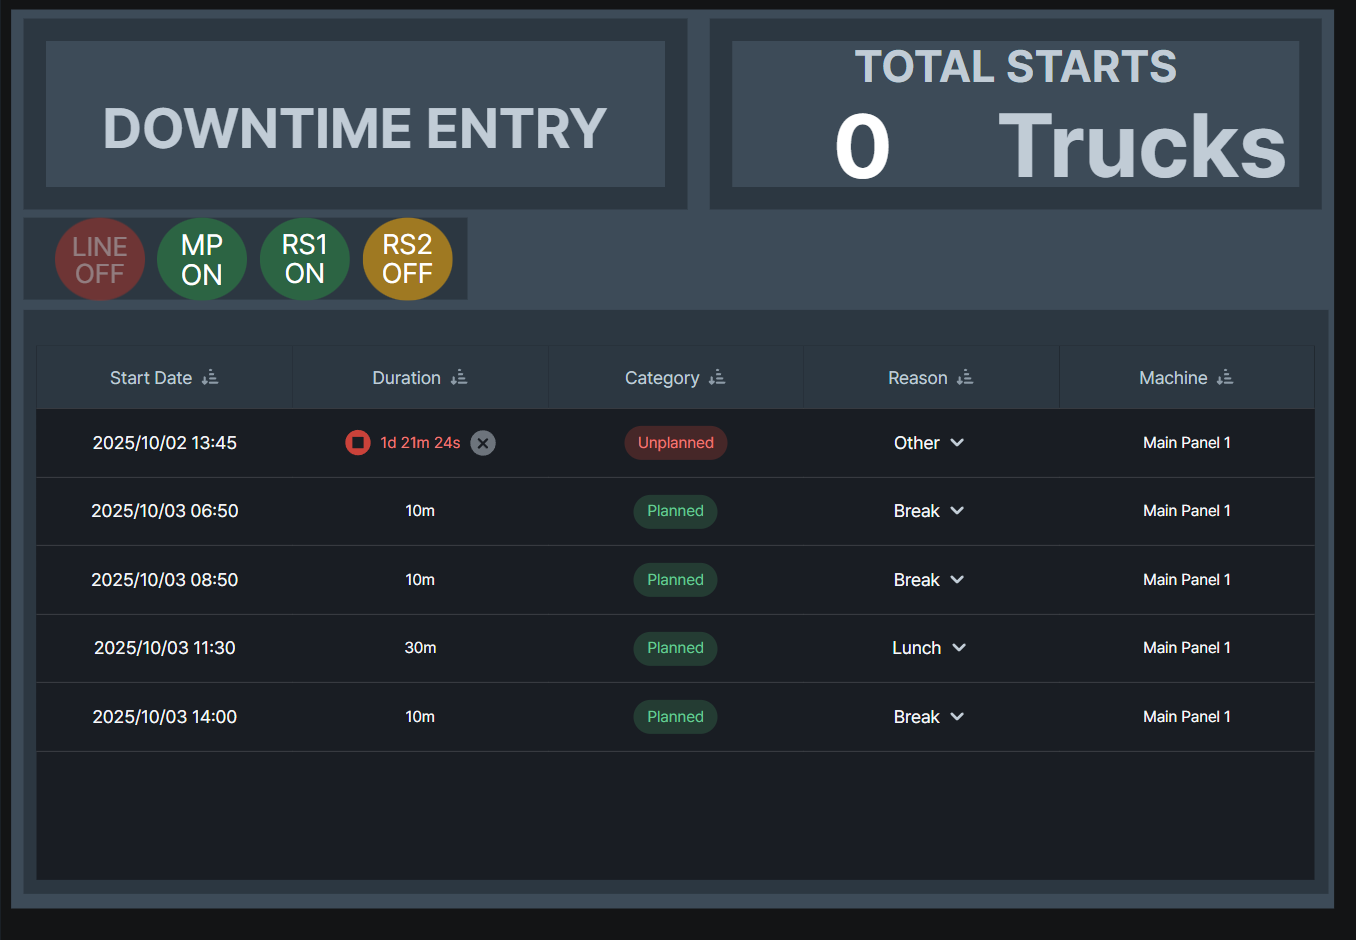 DOWNTIME ENTRY
TOTAL STARTS
0 Trucks
LINE OFF
MP ON
RS1 ON
RS2 OFF
Start Date Duration Category Reason Machine
2025/10/02 13:45 1d 21m 24s Unplanned Other Main Panel 1
2025/10/03 06:50 10m Planned Break Main Panel 1
2025/10/03 08:50 10m Planned Break Main Panel 1
2025/10/03 11:30 30m Planned Lunch Main Panel 1
2025/10/03 14:00 10m Planned Break Main Panel 1